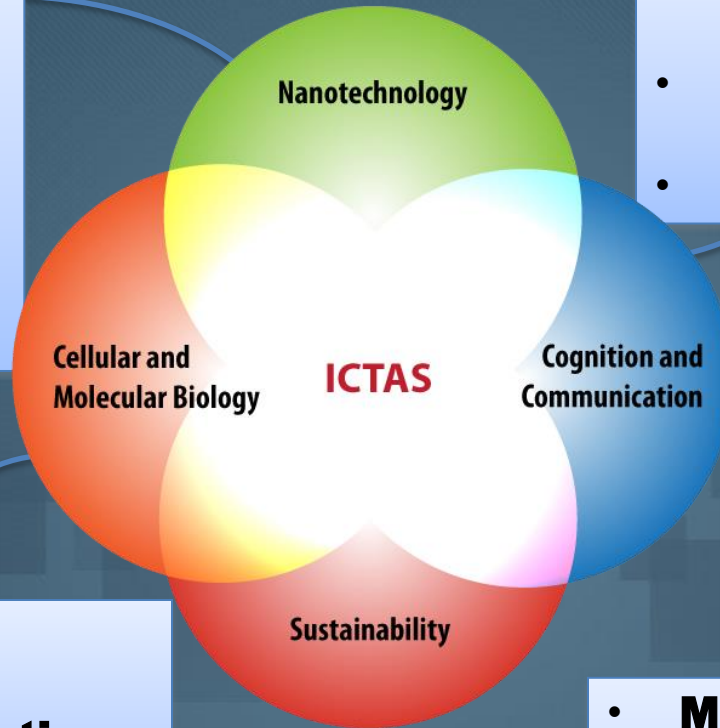 Nanotechnology
Cellular and
Molecular Biology
ICTAS
Cognition and
Communication
Sustainability